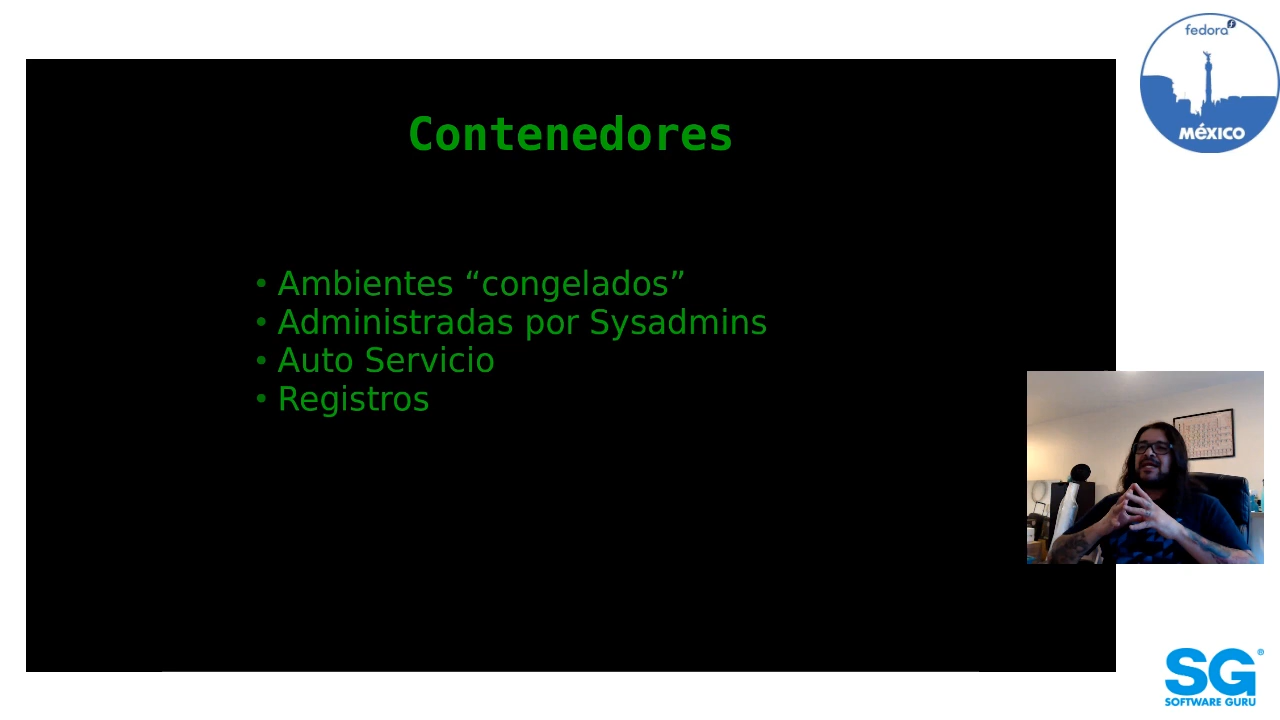 fedora
México
Contenedores
• Ambientes “congelados”
• Administradas por Sysadmins
• Auto Servicio
• Registros
SG®
SOFTWARE GURU